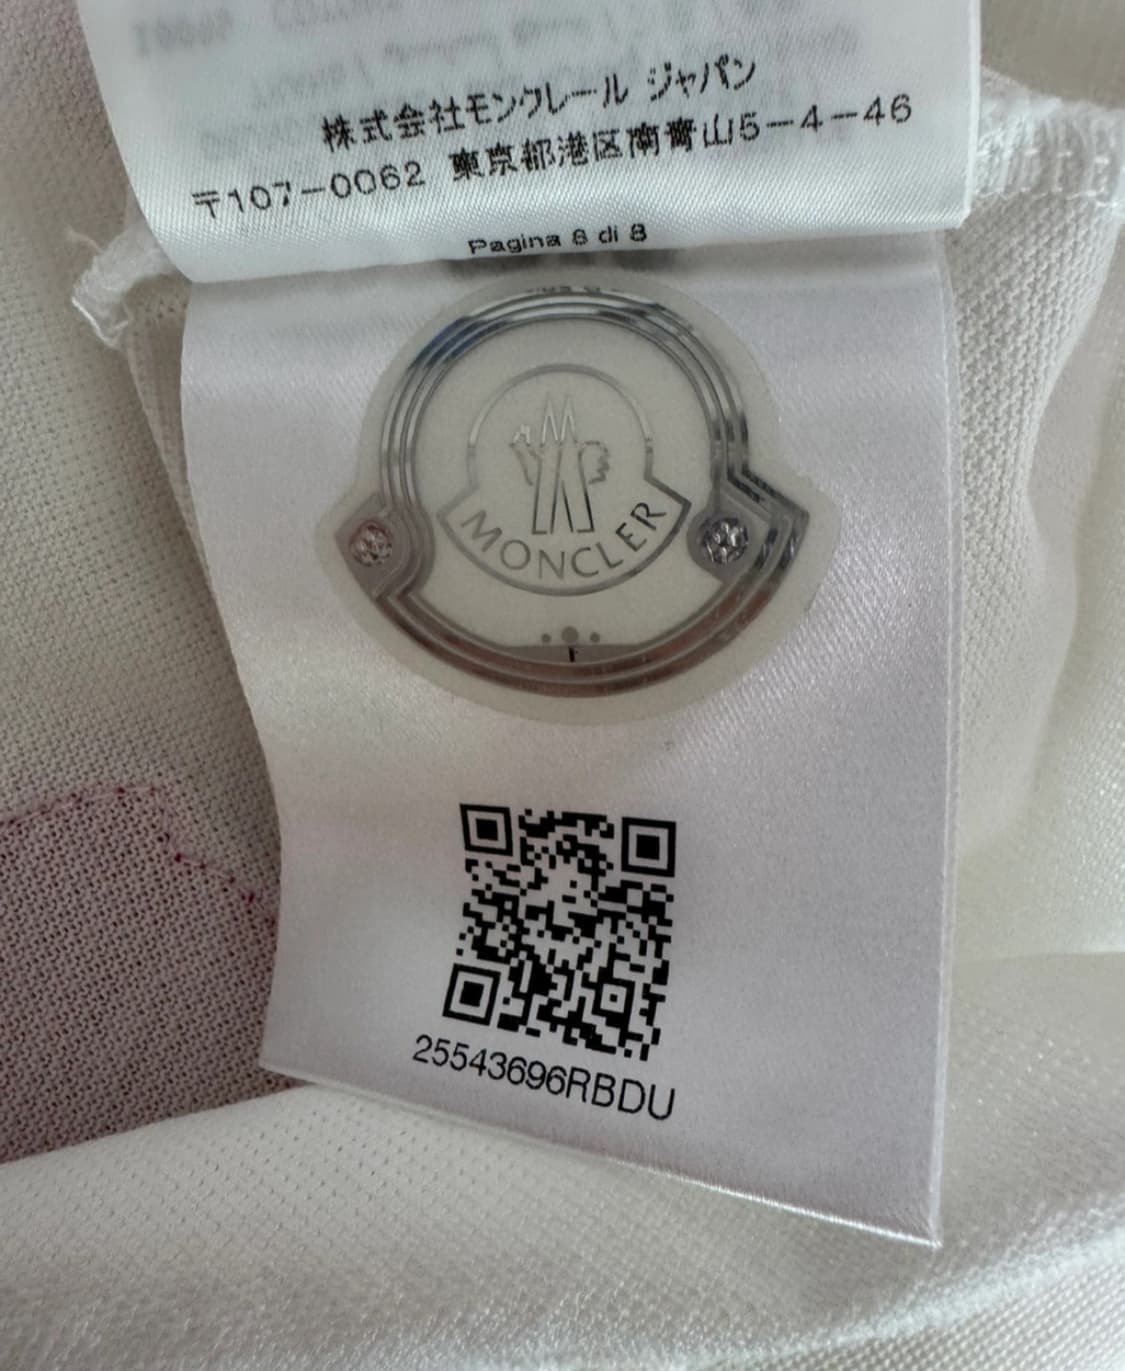 株式会社モンクレール ジャパン
〒107-0062 東京都港区南青山5-4-46
Pagina 6 di 8
MONCLER
25543696RBDU